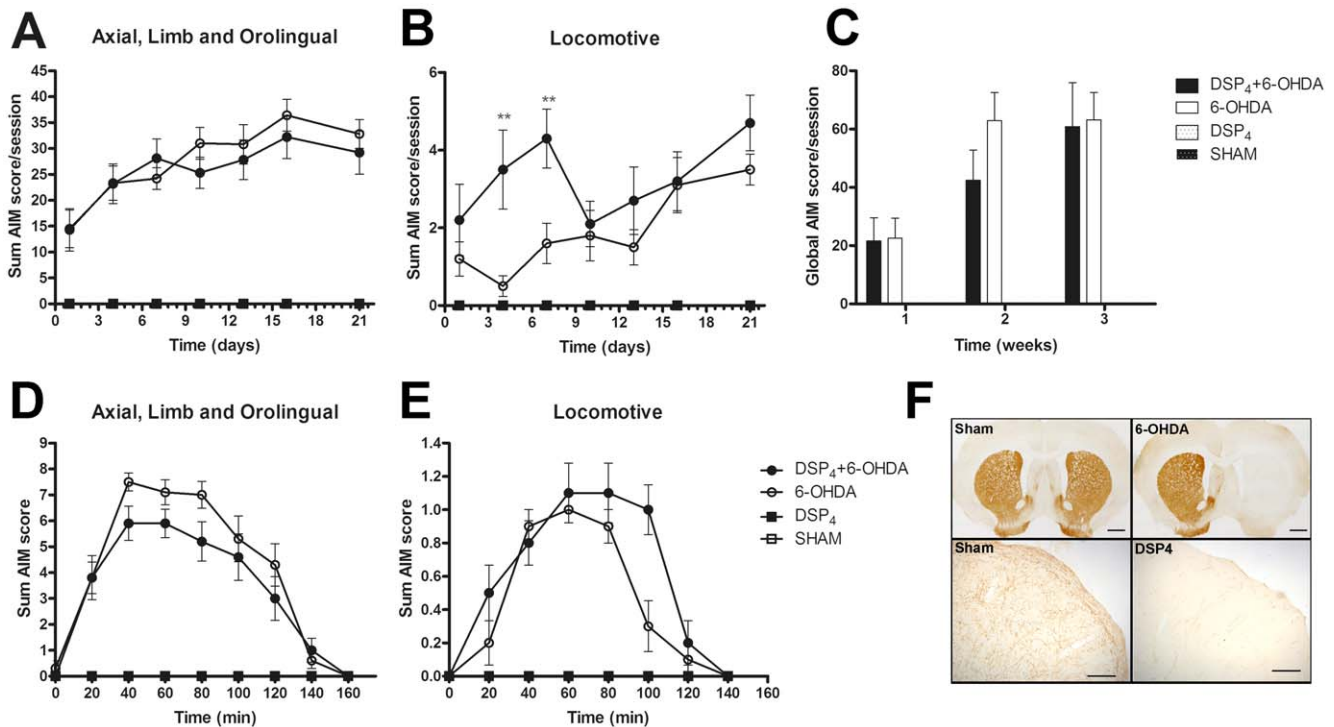 A
Axial, Limb and Orolingual
Sum AIM score/session
45
40
35
30
25
20
15
10
5
0
0 3 6 9 12 15 18 21
Time (days)
B
Locomotive
Sum AIM score/session
6
4
2
0
** **
0 3 6 9 12 15 18 21
Time (days)
C
Global AIM score/session
80
60
40
20
0
1 2 3
Time (weeks)
DSP4+6-OHDA
6-OHDA
DSP4
SHAM
D
Axial, Limb and Orolingual
Sum AIM score
9
8
7
6
5
4
3
2
1
0
0 20 40 60 80 100 120 140 160
Time (min)
E
Locomotive
Sum AIM score
1.4
1.2
1.0
0.8
0.6
0.4
0.2
0.0
0 20 40 60 80 100 120 140 160
Time (min)
DSP4+6-OHDA
6-OHDA
DSP4
SHAM
F
Sham
6-OHDA
Sham
DSP4